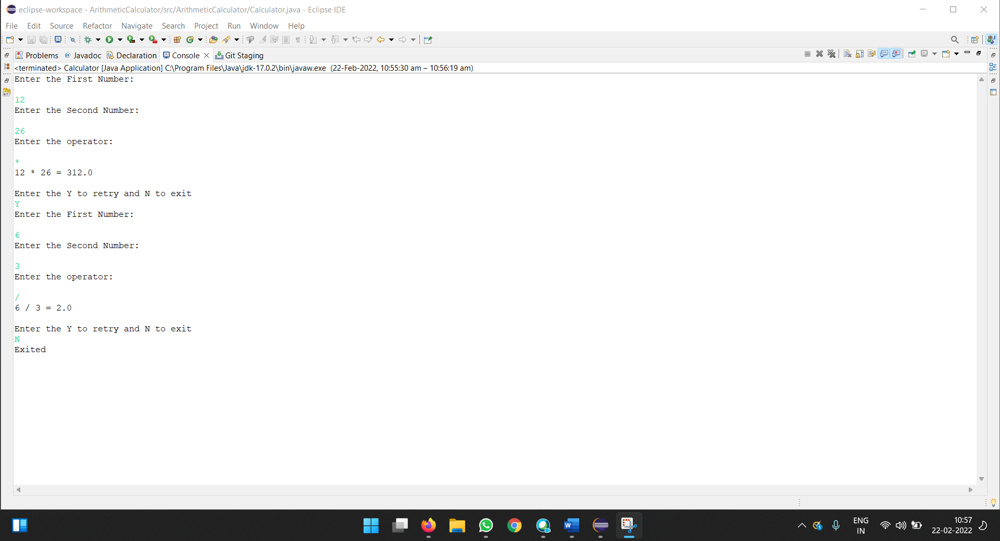 eclipse-workspace - ArithmeticCalculator/src/ArithmeticCalculator/Calculator.java - Eclipse IDE
File Edit Source Refactor Navigate Search Project Run Window Help
Problems @ Javadoc Declaration Console Git Staging
<terminated> Calculator [Java Application] C:\Program Files\Java\jdk-17.0.2\bin\javaw.exe (22-Feb-2022, 10:55:30 am – 10:56:19 am)
Enter the First Number:
12
Enter the Second Number:
26
Enter the operator:
*
12 * 26 = 312.0
Enter the Y to retry and N to exit
Y
Enter the First Number:
6
Enter the Second Number:
3
Enter the operator:
/
6 / 3 = 2.0
Enter the Y to retry and N to exit
N
Exited
ENG 10:57
IN 22-02-2022